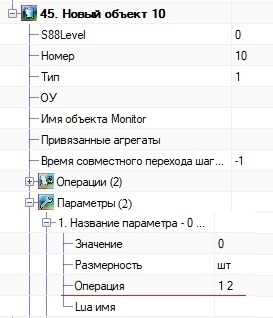 45. Новый объект 10
S88Level 0
Номер 10
Тип 1
ОУ
Имя объекта Monitor
Привязанные агрегаты
Время совместного перехода шаг... -1
Операции (2)
Параметры (2)
1. Название параметра - 0 ...
Значение 0
Размерность шт
Операция 1 2
Lua имя